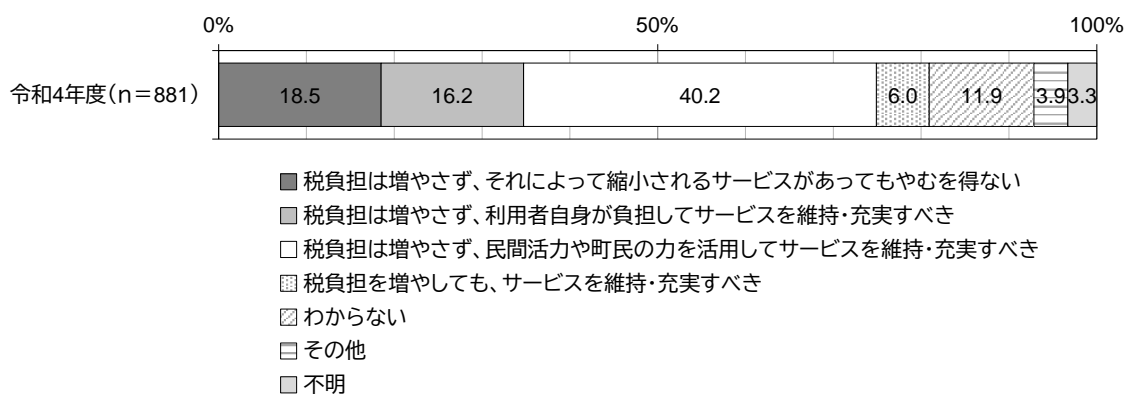 0% 50% 100%
令和4年度(n=881) 18.5 16.2 40.2 6.0 11.9 3.9 3.3
税負担は増やさず、それによって縮小されるサービスがあってもやむを得ない
税負担は増やさず、利用者自身が負担してサービスを維持・充実すべき
税負担は増やさず、民間活力や町民の力を活用してサービスを維持・充実すべき
税負担を増やしても、サービスを維持・充実すべき
わからない
その他
不明